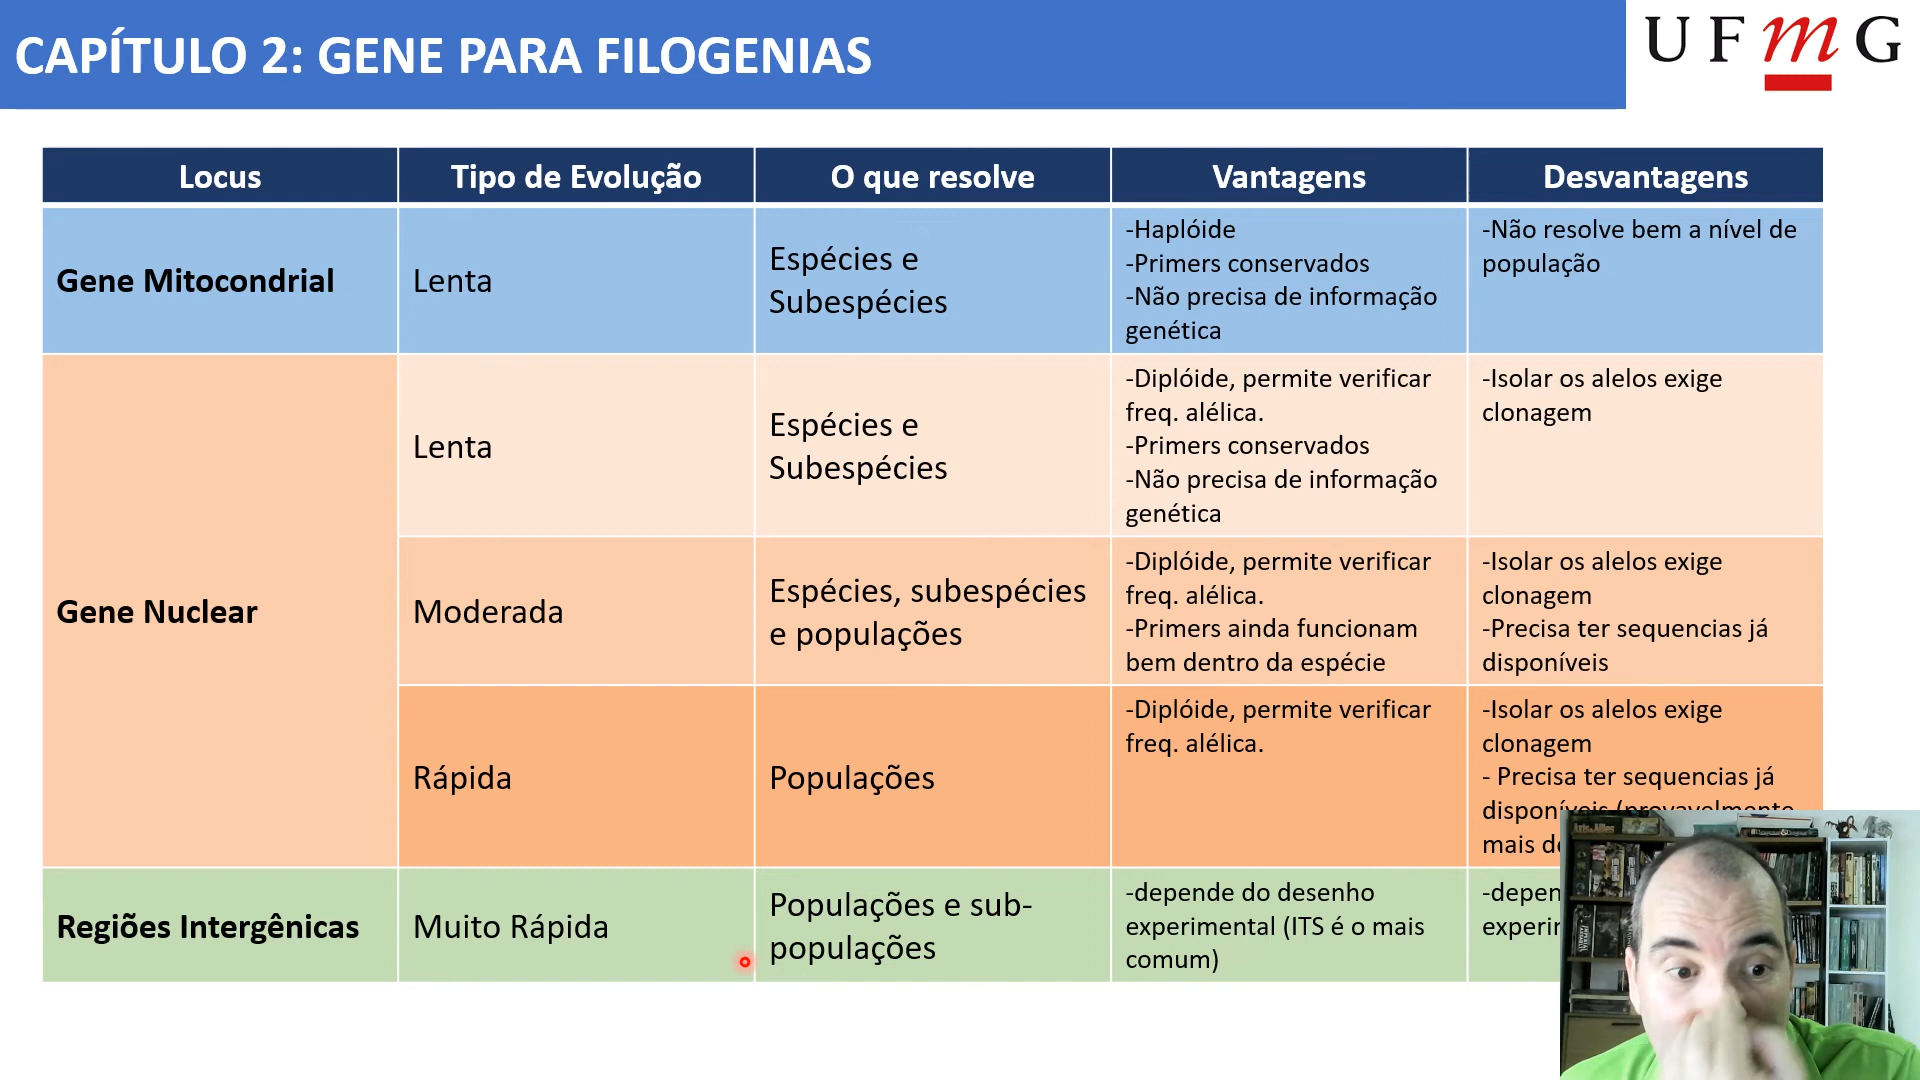 CAPÍTULO 2: GENE PARA FILOGENIAS
UFmG
Locus
Tipo de Evolução
O que resolve
Vantagens
Desvantagens
Gene Mitocondrial
Lenta
Espécies e
Subespécies
-Haplóide
-Primers conservados
-Não precisa de informação
genética
-Não resolve bem a nível de
população
Gene Nuclear
Lenta
Espécies e
Subespécies
-Diplóide, permite verificar
freq. alélica.
-Primers conservados
-Não precisa de informação
genética
-Isolar os alelos exige
clonagem
Moderada
Espécies, subespécies
e populações
-Diplóide, permite verificar
freq. alélica.
-Primers ainda funcionam
bem dentro da espécie
-Isolar os alelos exige
clonagem
-Precisa ter sequencias já
disponíveis
Rápida
Populações
-Diplóide, permite verificar
freq. alélica.
-Isolar os alelos exige
clonagem
- Precisa ter sequencias já
disponíveis (provavelmente
mais
Regiões Intergênicas
Muito Rápida
Populações e sub-
populações
-depende do desenho
experimental (ITS é o mais
comum)